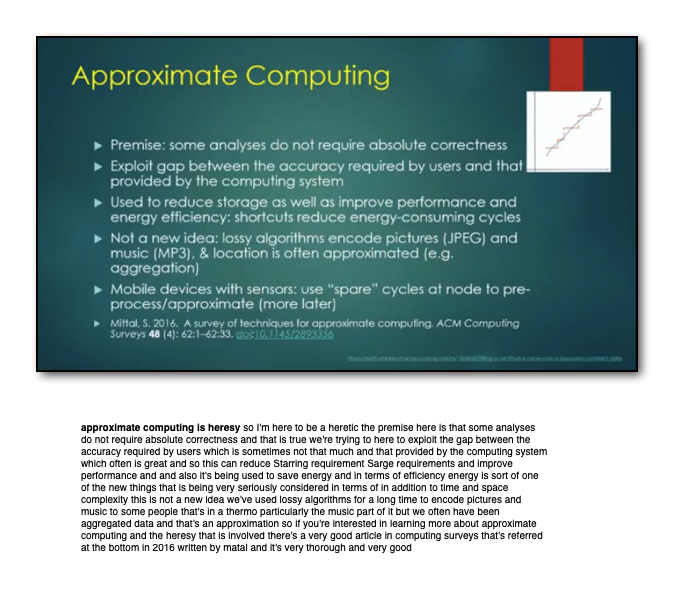 Approximate Computing
Premise: some analyses do not require absolute correctness
Exploit gap between the accuracy required by users and that
provided by the computing system
Used to reduce storage as well as improve performance and
energy efficiency: shortcuts reduce energy-consuming cycles
Not a new idea: lossy algorithms encode pictures (JPEG) and
music (MP3), & location is often approximated (e.g.
aggregation)
Mobile devices with sensors: use “spare” cycles at node to pre-
process/approximate (more later)
Mittal, S. 2016. A survey of techniques for approximate computing. ACM Computing
Surveys 48 (4): 62:1–62:33. doi:10.1145/2893356
approximate computing is heresy so I'm here to be a heretic the premise here is that some analyses
do not require absolute correctness and that is true we're trying to here to exploit the gap between the
accuracy required by users which is sometimes not that much and that provided by the computing system
which often is great and so this can reduce Starring requirement Sarge requirements and improve
performance and and also it's being used to save energy and in terms of efficiency energy is sort of one
of the new things that is being very seriously considered in terms of in addition to time and space
complexity this is not a new idea we've used lossy algorithms for a long time to encode pictures and
music to some people that's in a thermo particularly the music part of it but we often have been
aggregated data and that's an approximation so if you're interested in learning more about approximate
computing and the heresy that is involved there's a very good article in computing surveys that's referred
at the bottom in 2016 written by matal and it's very thorough and very good